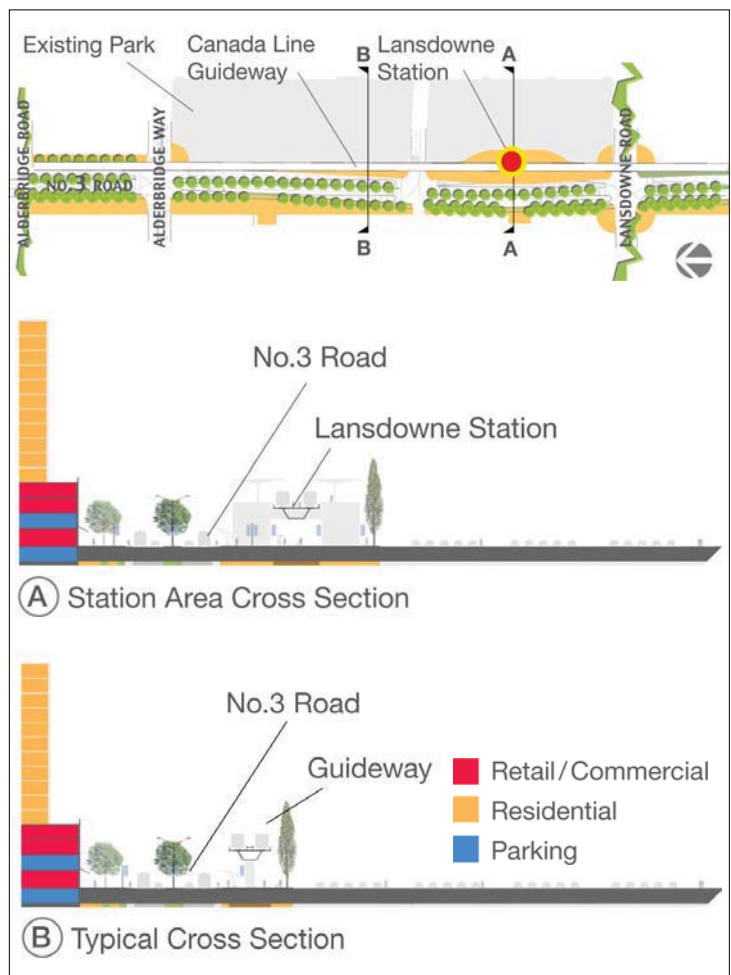 Existing Park
Canada Line
Guideway
Lansdowne
Station
B
A
ALDERBRIDGE ROAD
ALDERBRIDGE WAY
LANSDOWNE ROAD
NO.3 ROAD
B
A
No.3 Road
Lansdowne Station
A Station Area Cross Section
No.3 Road
Guideway
Retail/Commercial
Residential
Parking
B Typical Cross Section